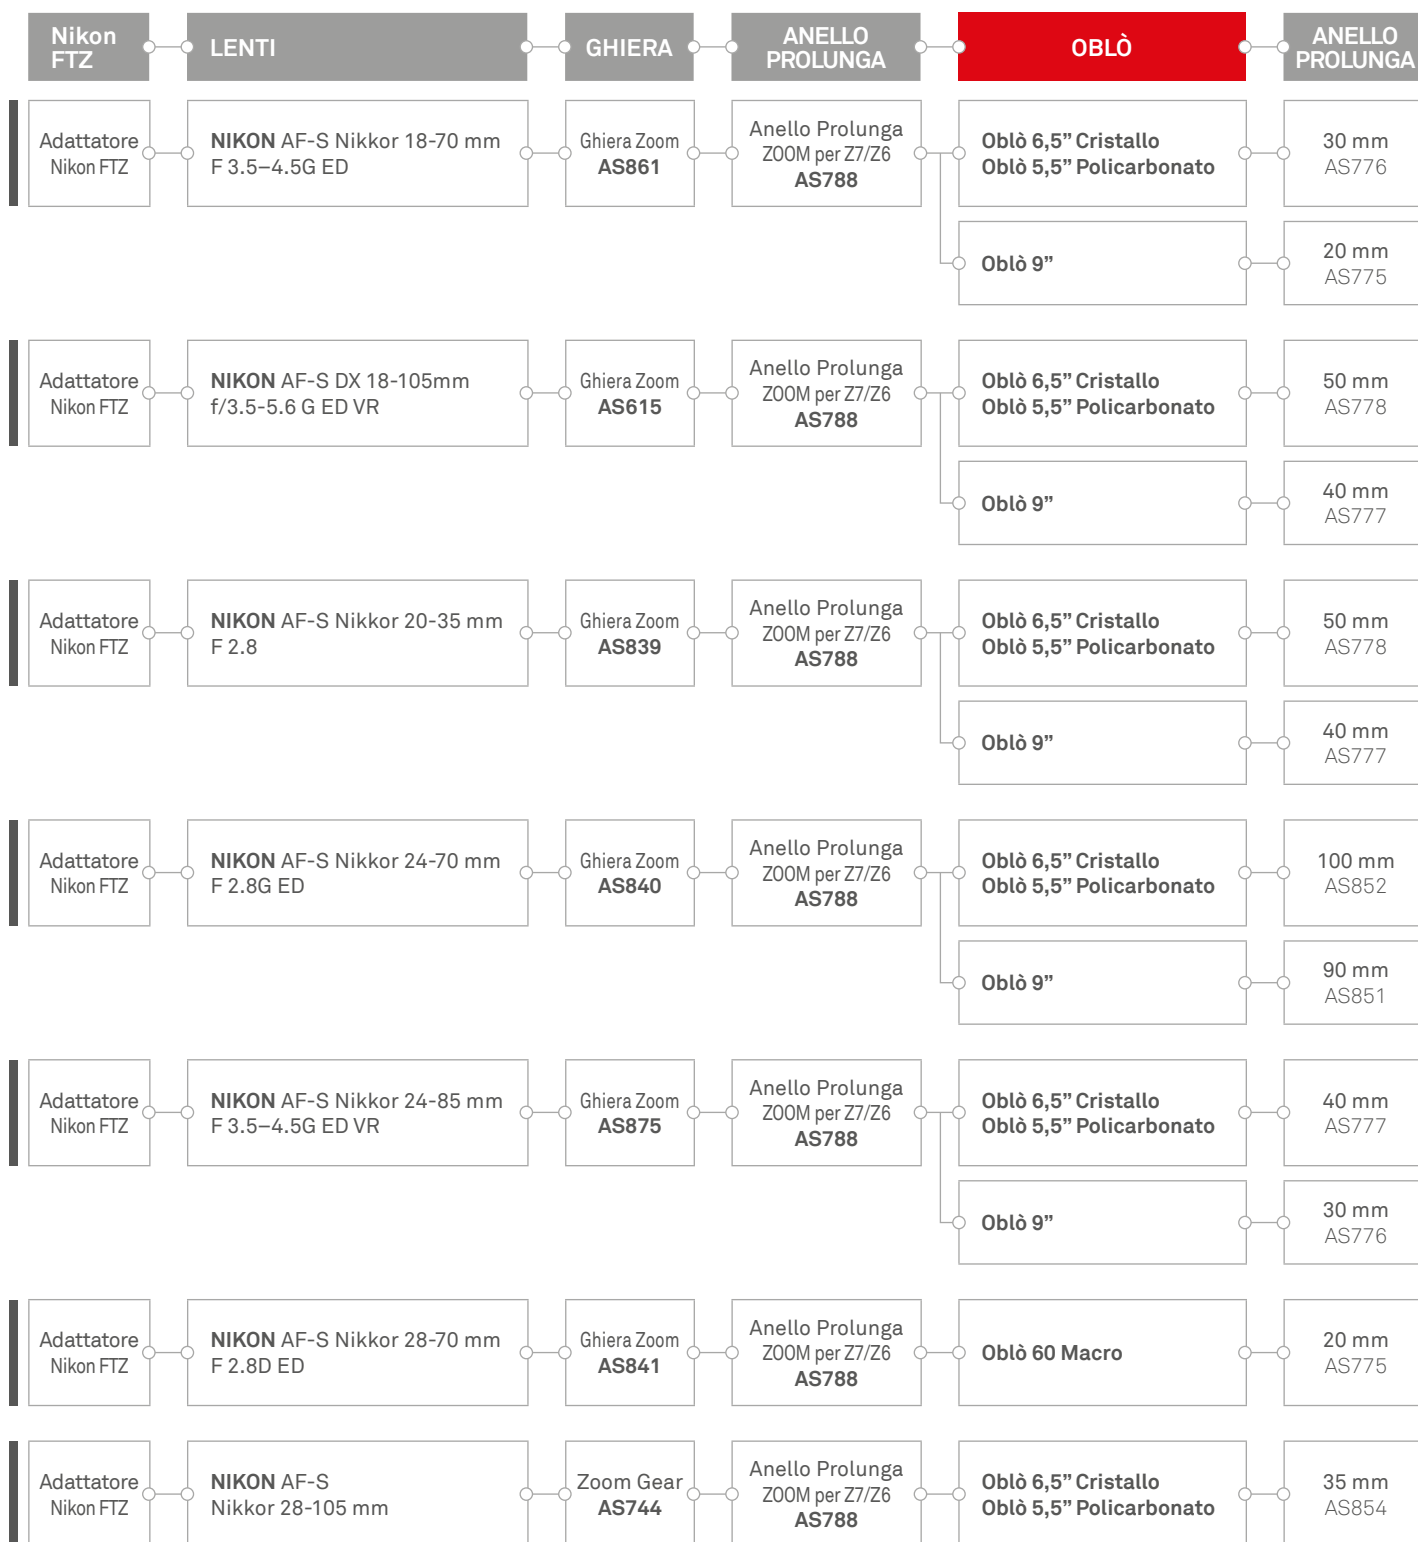 Nikon
FTZ
LENTI
GHIERA
ANELLO
PROLUNGA
OBLÒ
ANELLO
PROLUNGA
Adattatore
Nikon FTZ
NIKON AF-S Nikkor 18-70 mm
F 3.5–4.5G ED
Ghiera Zoom
AS861
Anello Prolunga
ZOOM per Z7/Z6
AS788
Oblò 6,5” Cristallo
Oblò 5,5” Policarbonato
30 mm
AS776
Oblò 9”
20 mm
AS775
Adattatore
Nikon FTZ
NIKON AF-S DX 18-105mm
f/3.5-5.6 G ED VR
Ghiera Zoom
AS615
Anello Prolunga
ZOOM per Z7/Z6
AS788
Oblò 6,5” Cristallo
Oblò 5,5” Policarbonato
50 mm
AS778
Oblò 9”
40 mm
AS777
Adattatore
Nikon FTZ
NIKON AF-S Nikkor 20-35 mm
F 2.8
Ghiera Zoom
AS839
Anello Prolunga
ZOOM per Z7/Z6
AS788
Oblò 6,5” Cristallo
Oblò 5,5” Policarbonato
50 mm
AS778
Oblò 9”
40 mm
AS777
Adattatore
Nikon FTZ
NIKON AF-S Nikkor 24-70 mm
F 2.8G ED
Ghiera Zoom
AS840
Anello Prolunga
ZOOM per Z7/Z6
AS788
Oblò 6,5” Cristallo
Oblò 5,5” Policarbonato
100 mm
AS852
Oblò 9”
90 mm
AS851
Adattatore
Nikon FTZ
NIKON AF-S Nikkor 24-85 mm
F 3.5–4.5G ED VR
Ghiera Zoom
AS875
Anello Prolunga
ZOOM per Z7/Z6
AS788
Oblò 6,5” Cristallo
Oblò 5,5” Policarbonato
40 mm
AS777
Oblò 9”
30 mm
AS776
Adattatore
Nikon FTZ
NIKON AF-S Nikkor 28-70 mm
F 2.8D ED
Ghiera Zoom
AS841
Anello Prolunga
ZOOM per Z7/Z6
AS788
Oblò 60 Macro
20 mm
AS775
Adattatore
Nikon FTZ
NIKON AF-S
Nikkor 28-105 mm
Zoom Gear
AS744
Anello Prolunga
ZOOM per Z7/Z6
AS788
Oblò 6,5” Cristallo
Oblò 5,5” Policarbonato
35 mm
AS854